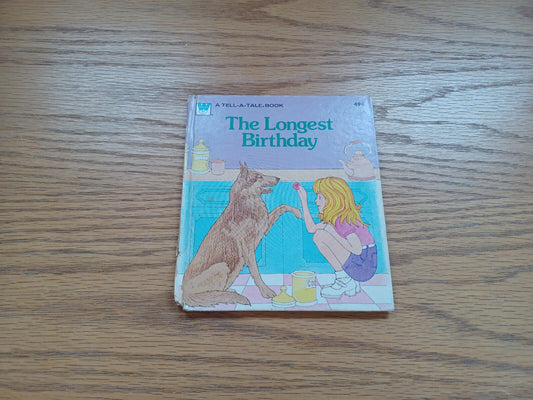 W
A TELL-A-TALE® BOOK
49¢
The Longest
Birthday